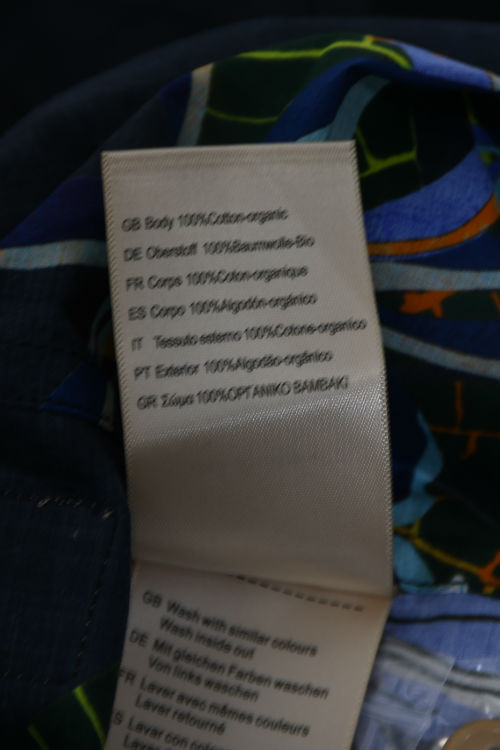 GB Body 100%Cotton-organic
DE Oberstoff 100%Baumwolle-Bio
FR Corps 100%Coton-organique
ES Corpo 100%Algodón-orgánico
IT Tessuto esterno 100%Cotone-organico
PT Exterior 100%Algodão-orgânico
GR Σώμα 100%ΟΡΓΑΝΙΚΟ ΒΑΜΒΑΚΙ
GB Wash with similar colours
Wash inside out
DE Mit gleichen Farben waschen
Von links waschen
FR Laver avec mêmes couleurs
Laver retourné
Lavar con